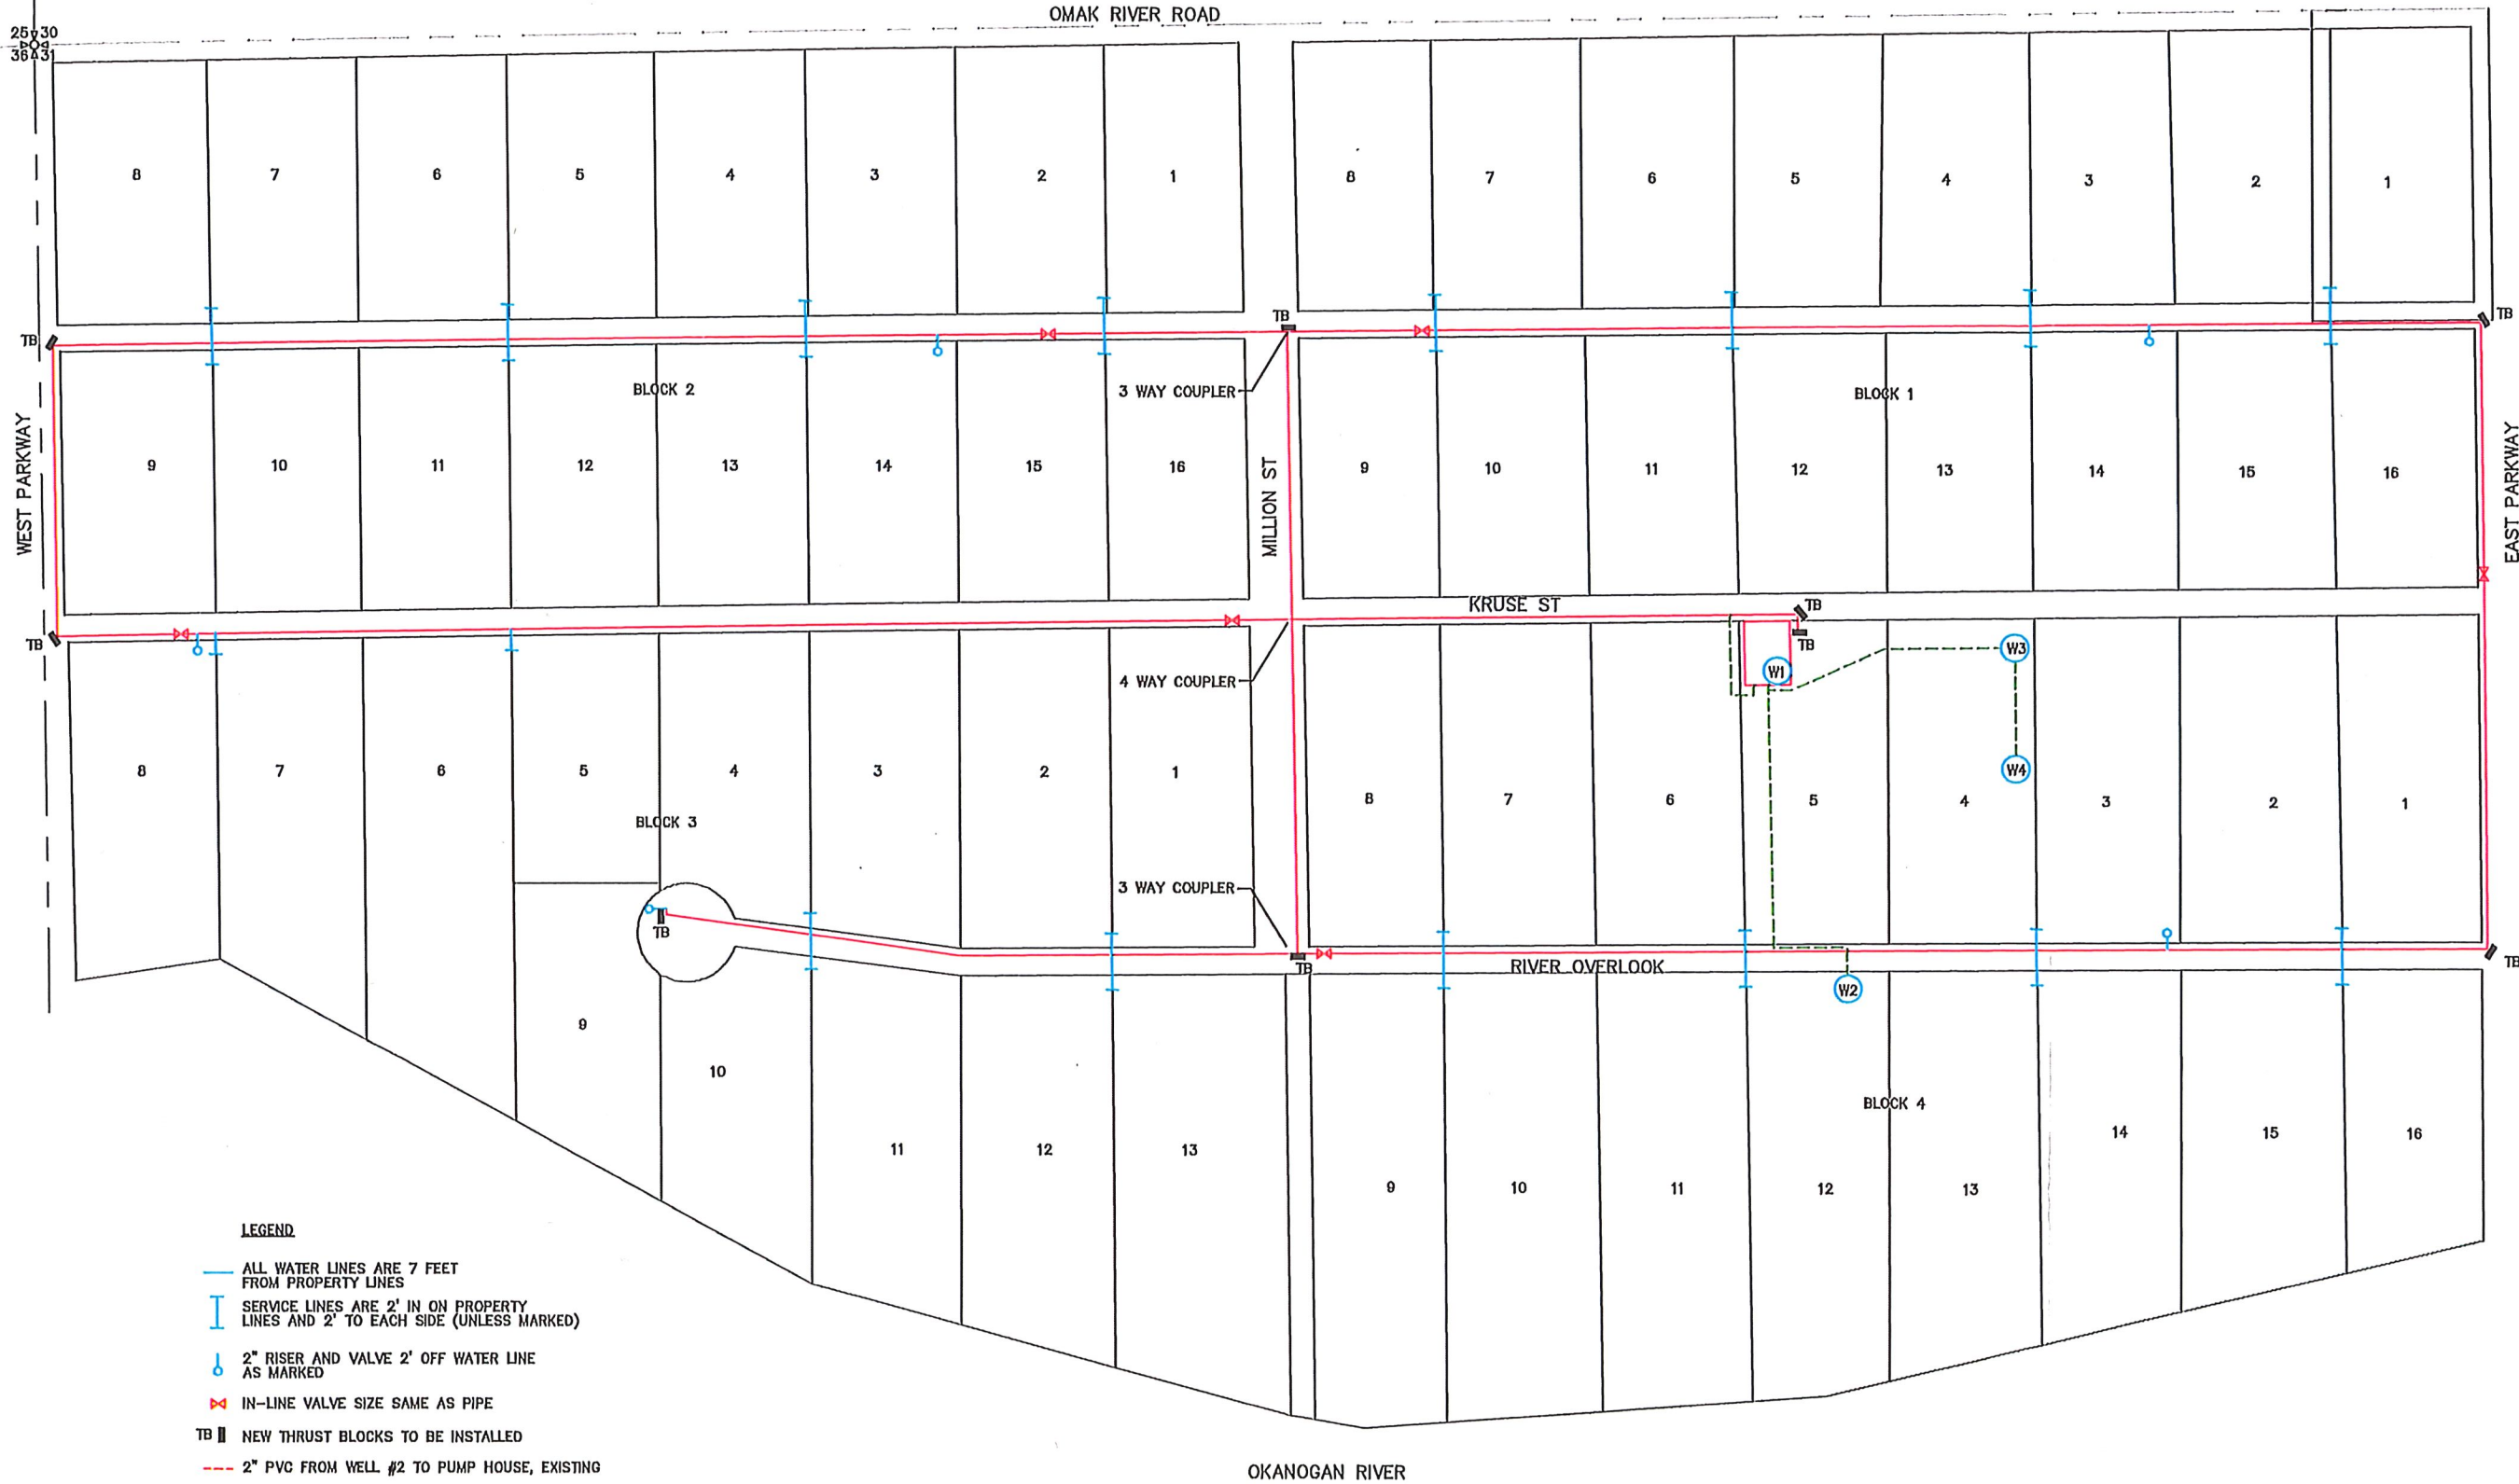 OMAK RIVER ROAD
25 30
36 31
8 7 6 5 4 3 2 1 8 7 6 5 4 3 2 1
TB TB TB
BLOCK 2 3 WAY COUPLER BLOCK 1
WEST PARKWAY
MILLION ST
EAST PARKWAY
9 10 11 12 13 14 15 16 9 10 11 12 13 14 15 16
KRUSE ST TB
TB TB
W1 W3
4 WAY COUPLER
W4
8 7 6 5 4 3 2 1 8 7 6 5 4 3 2 1
BLOCK 3
3 WAY COUPLER
TB
TB RIVER OVERLOOK TB
W2
9
10
BLOCK 4
11 12 13 14 15 16
9 10 11 12 13
LEGEND
ALL WATER LINES ARE 7 FEET
FROM PROPERTY LINES
SERVICE LINES ARE 2' IN ON PROPERTY
LINES AND 2' TO EACH SIDE (UNLESS MARKED)
2" RISER AND VALVE 2' OFF WATER LINE
AS MARKED
IN-LINE VALVE SIZE SAME AS PIPE
TB NEW THRUST BLOCKS TO BE INSTALLED
2" PVC FROM WELL #2 TO PUMP HOUSE, EXISTING
OKANOGAN RIVER